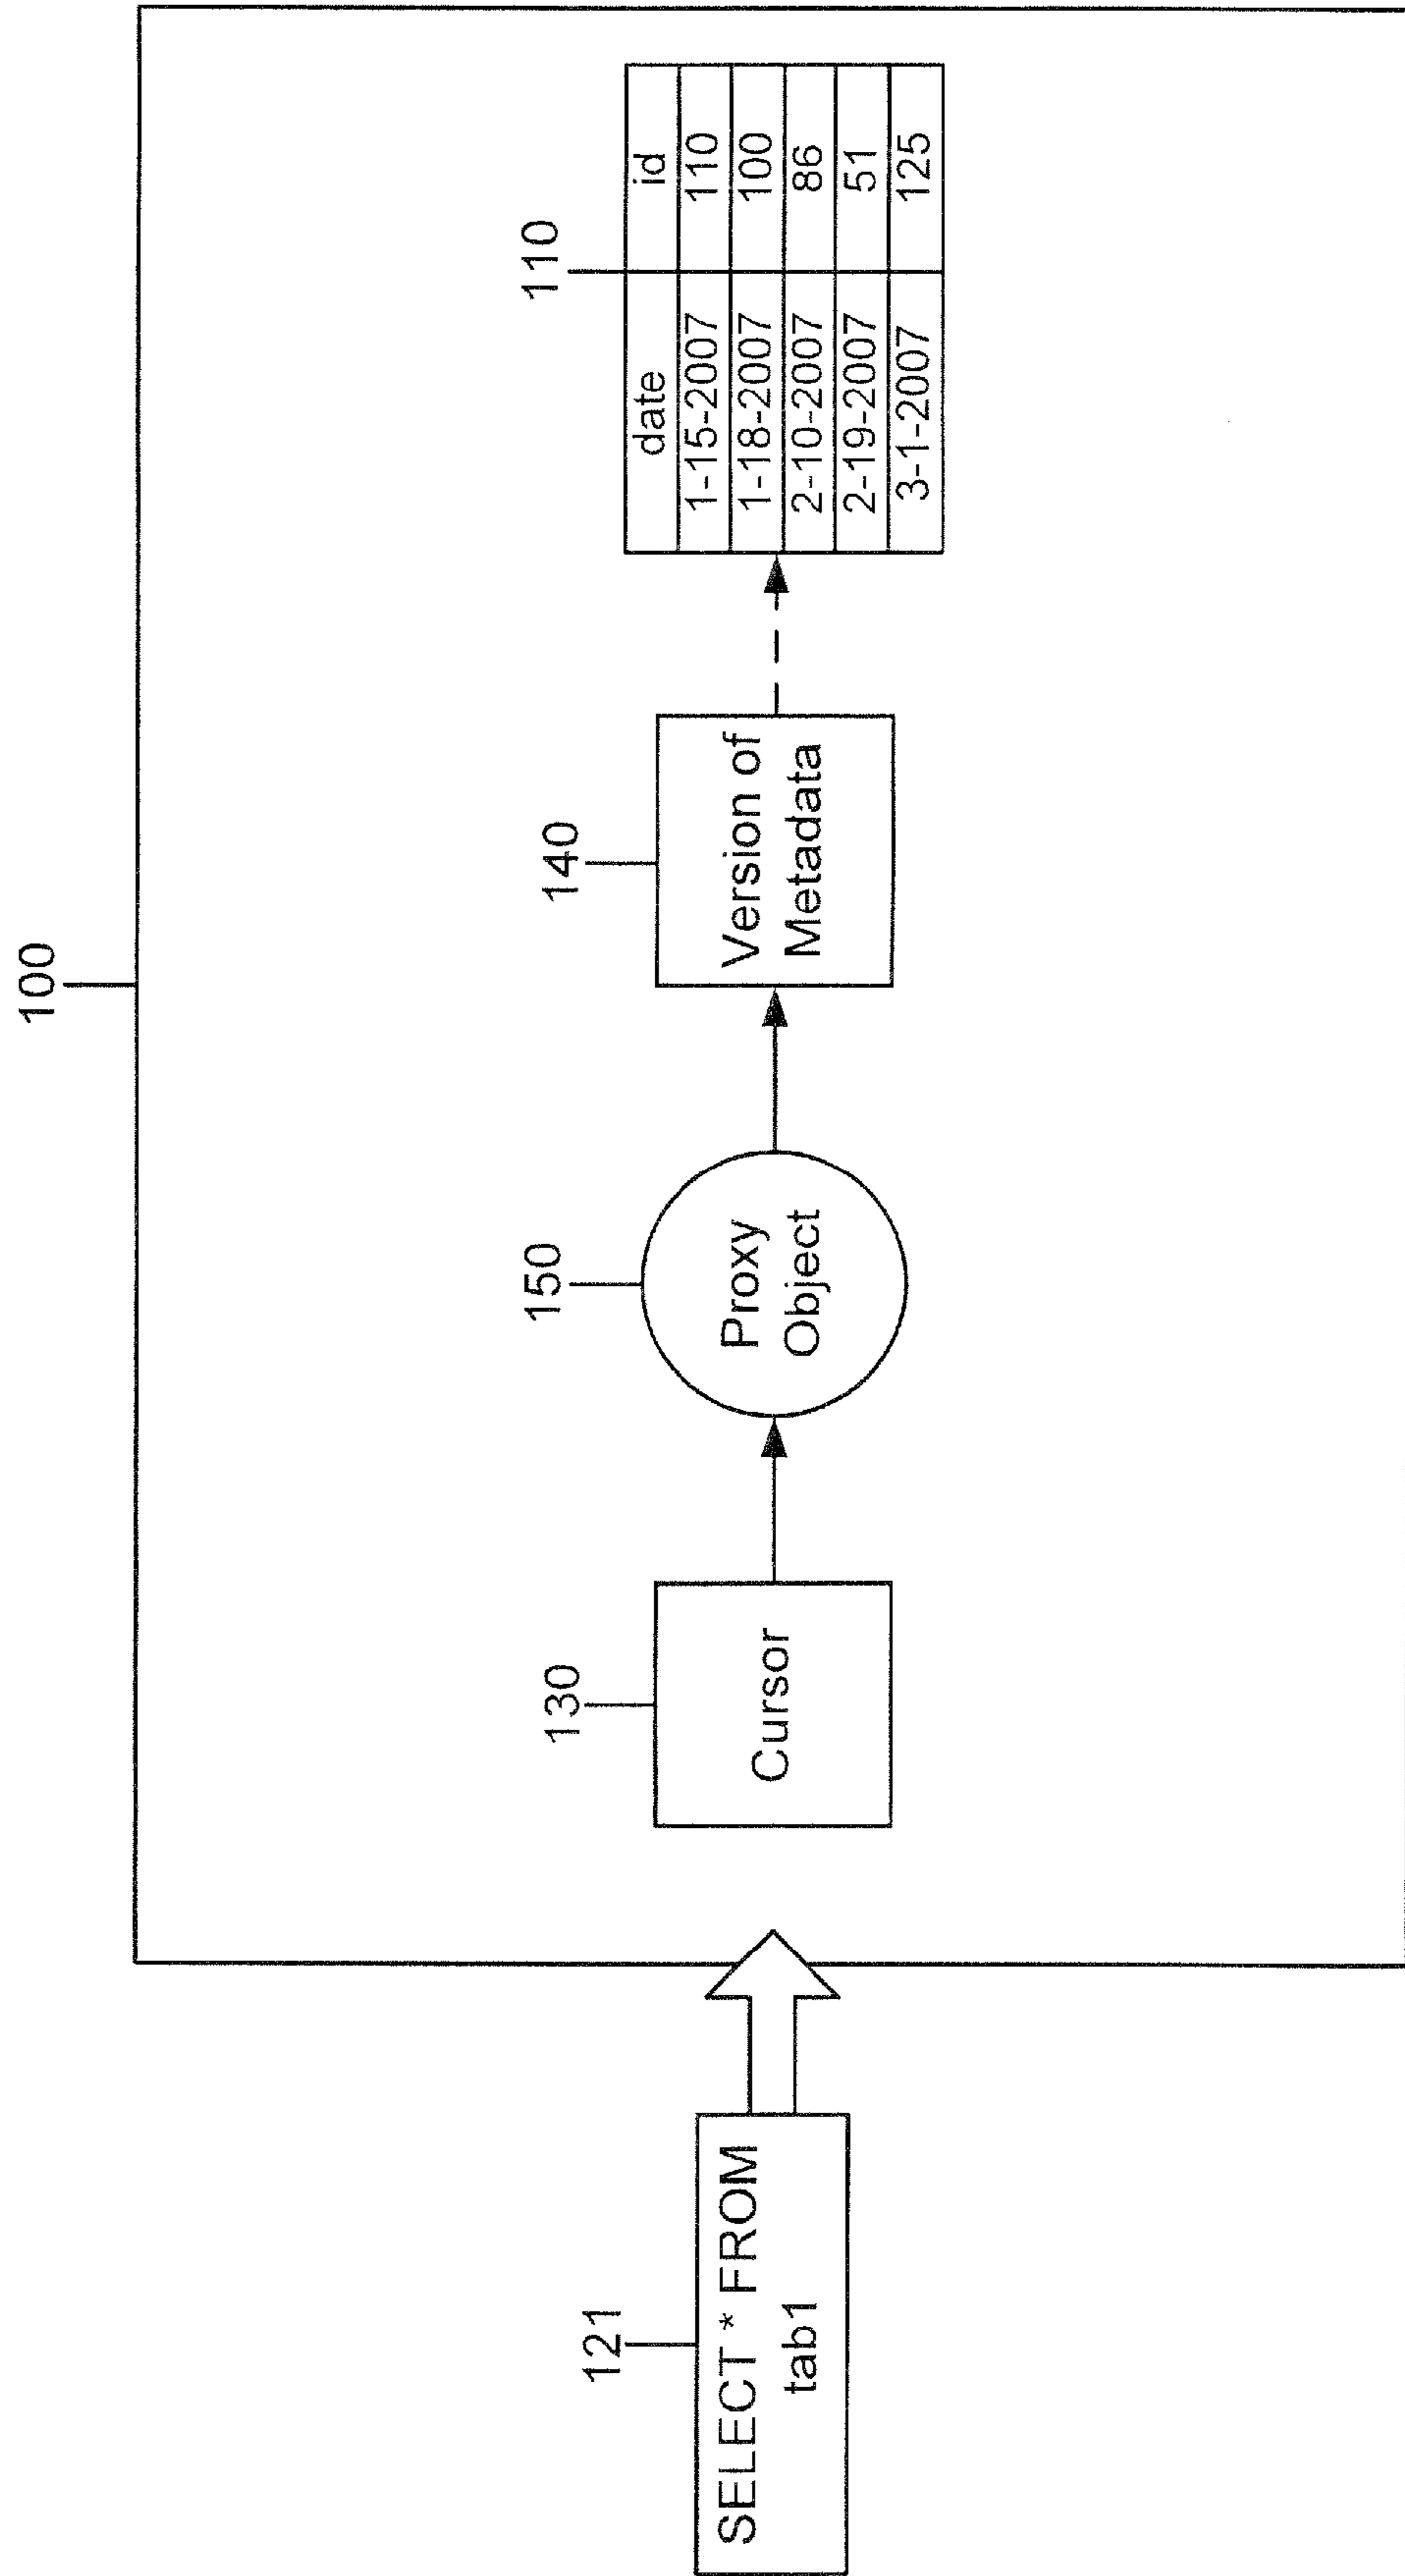 100
110
date id
1-15-2007 110
1-18-2007 100
2-10-2007 86
2-19-2007 51
3-1-2007 125
140
Version of
Metadata
150
Proxy
Object
130
Cursor
121
SELECT * FROM
tab1